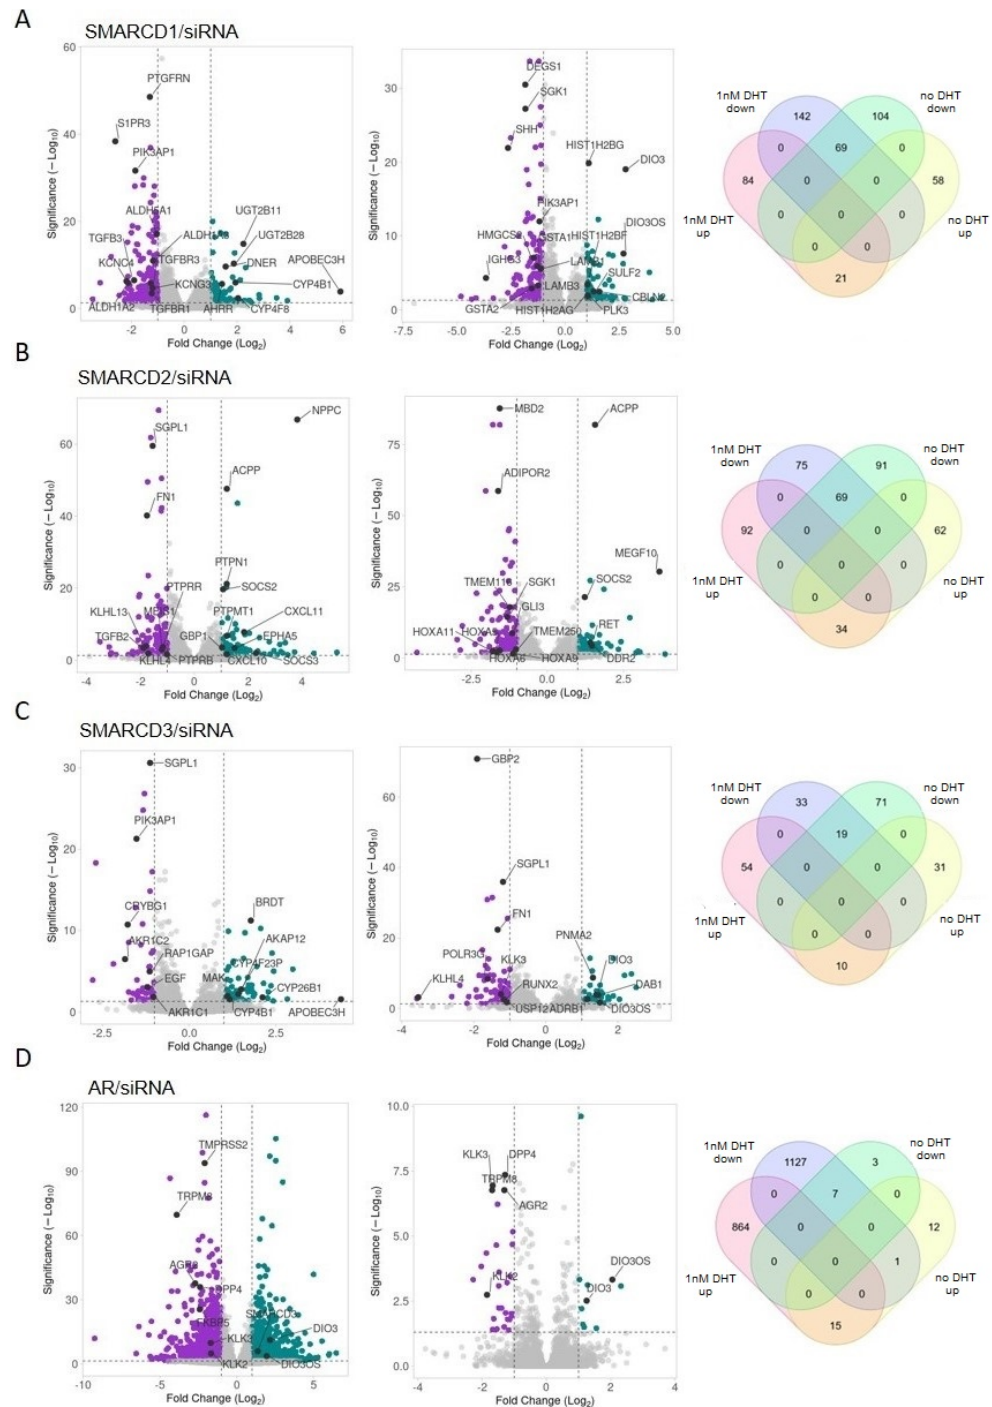 A
SMARCD1/siRNA
60
40
20
0
Significance (−Log10)
-2
0
2
4
6
Fold Change (Log2)
PTGFRN
S1PR3
PIK3AP1
ALDH5A1
UGT2B11
UGT2B28
TGFB3
TGFBR3
DNER
APOBEC3H
KCNC4
KCNG3
CYP4B1
ALDH1A2
TGFBR1
AHRR
CYP4F8
30
20
10
0
Significance (−Log10)
-7.5
-5.0
-2.5
0.0
2.5
5.0
Fold Change (Log2)
DEGS1
SGK1
SHH
HIST1H2BG
DIO3
PIK3AP1
DIO3OS
GSTA1
HIST1H2BF
IGHG3
LAMB3
SULF2
GSTA2
HIST1H2AG
PLK3
1nM DHT down
no DHT down
142
104
0
69
0
84
0
0
58
0
0
1nM DHT up
no DHT up
0
0
21
B
SMARCD2/siRNA
60
40
20
0
Significance (−Log10)
-4
-2
0
2
4
Fold Change (Log2)
NPPC
SGPL1
ACPP
FN1
PTPN1
PTPRR
SOCS2
KLHL13
PTPMT1
CXCL11
TGFB2
GBP1
EPHA5
KLHL4
PTPRB
CXCL10
SOCS3
75
50
25
0
Significance (−Log10)
-2.5
0.0
2.5
Fold Change (Log2)
MBD2
ACPP
ADIPOR2
MEGF10
SGK1
SOCS2
GLI3
RET
HOXA11
TMEM250
HOXA6
HOXA9
DDR2
1nM DHT down
no DHT down
75
91
0
69
0
92
0
0
62
0
0
1nM DHT up
no DHT up
0
0
34
C
SMARCD3/siRNA
30
20
10
0
Significance (−Log10)
-2.5
0
2.5
Fold Change (Log2)
SGPL1
PIK3AP1
CRYBG1
BRDT
AKR1C2
AKAP12
RAP1GAP
CYP4F23P
EGF
MAK
CYP26B1
AKR1C1
CYP4B1
APOBEC3H
60
40
20
0
Significance (−Log10)
-4
-2
0
2
Fold Change (Log2)
GBP2
SGPL1
FN1
PNMA2
POLR3G
KLK3
DIO3
KLHL4
RUNX2
DAB1
USP12
ADRB1
DIO3OS
1nM DHT down
no DHT down
33
71
0
19
0
54
0
0
31
0
0
1nM DHT up
no DHT up
0
0
10
D
AR/siRNA
120
90
60
30
0
Significance (−Log10)
-10
-5
0
5
Fold Change (Log2)
TMPRSS2
TRPM8
DPP4
FKBP5
SMARCD3
KLK3
DIO3
KLK2
DIO3OS
10.0
7.5
5.0
2.5
0.0
Significance (−Log10)
-4
-2
0
2
4
Fold Change (Log2)
KLK3
DPP4
TRPM8
AGR2
KLK2
DIO3OS
DIO3
1nM DHT down
no DHT down
1127
3
0
7
0
864
0
0
12
0
1
1nM DHT up
no DHT up
0
0
15